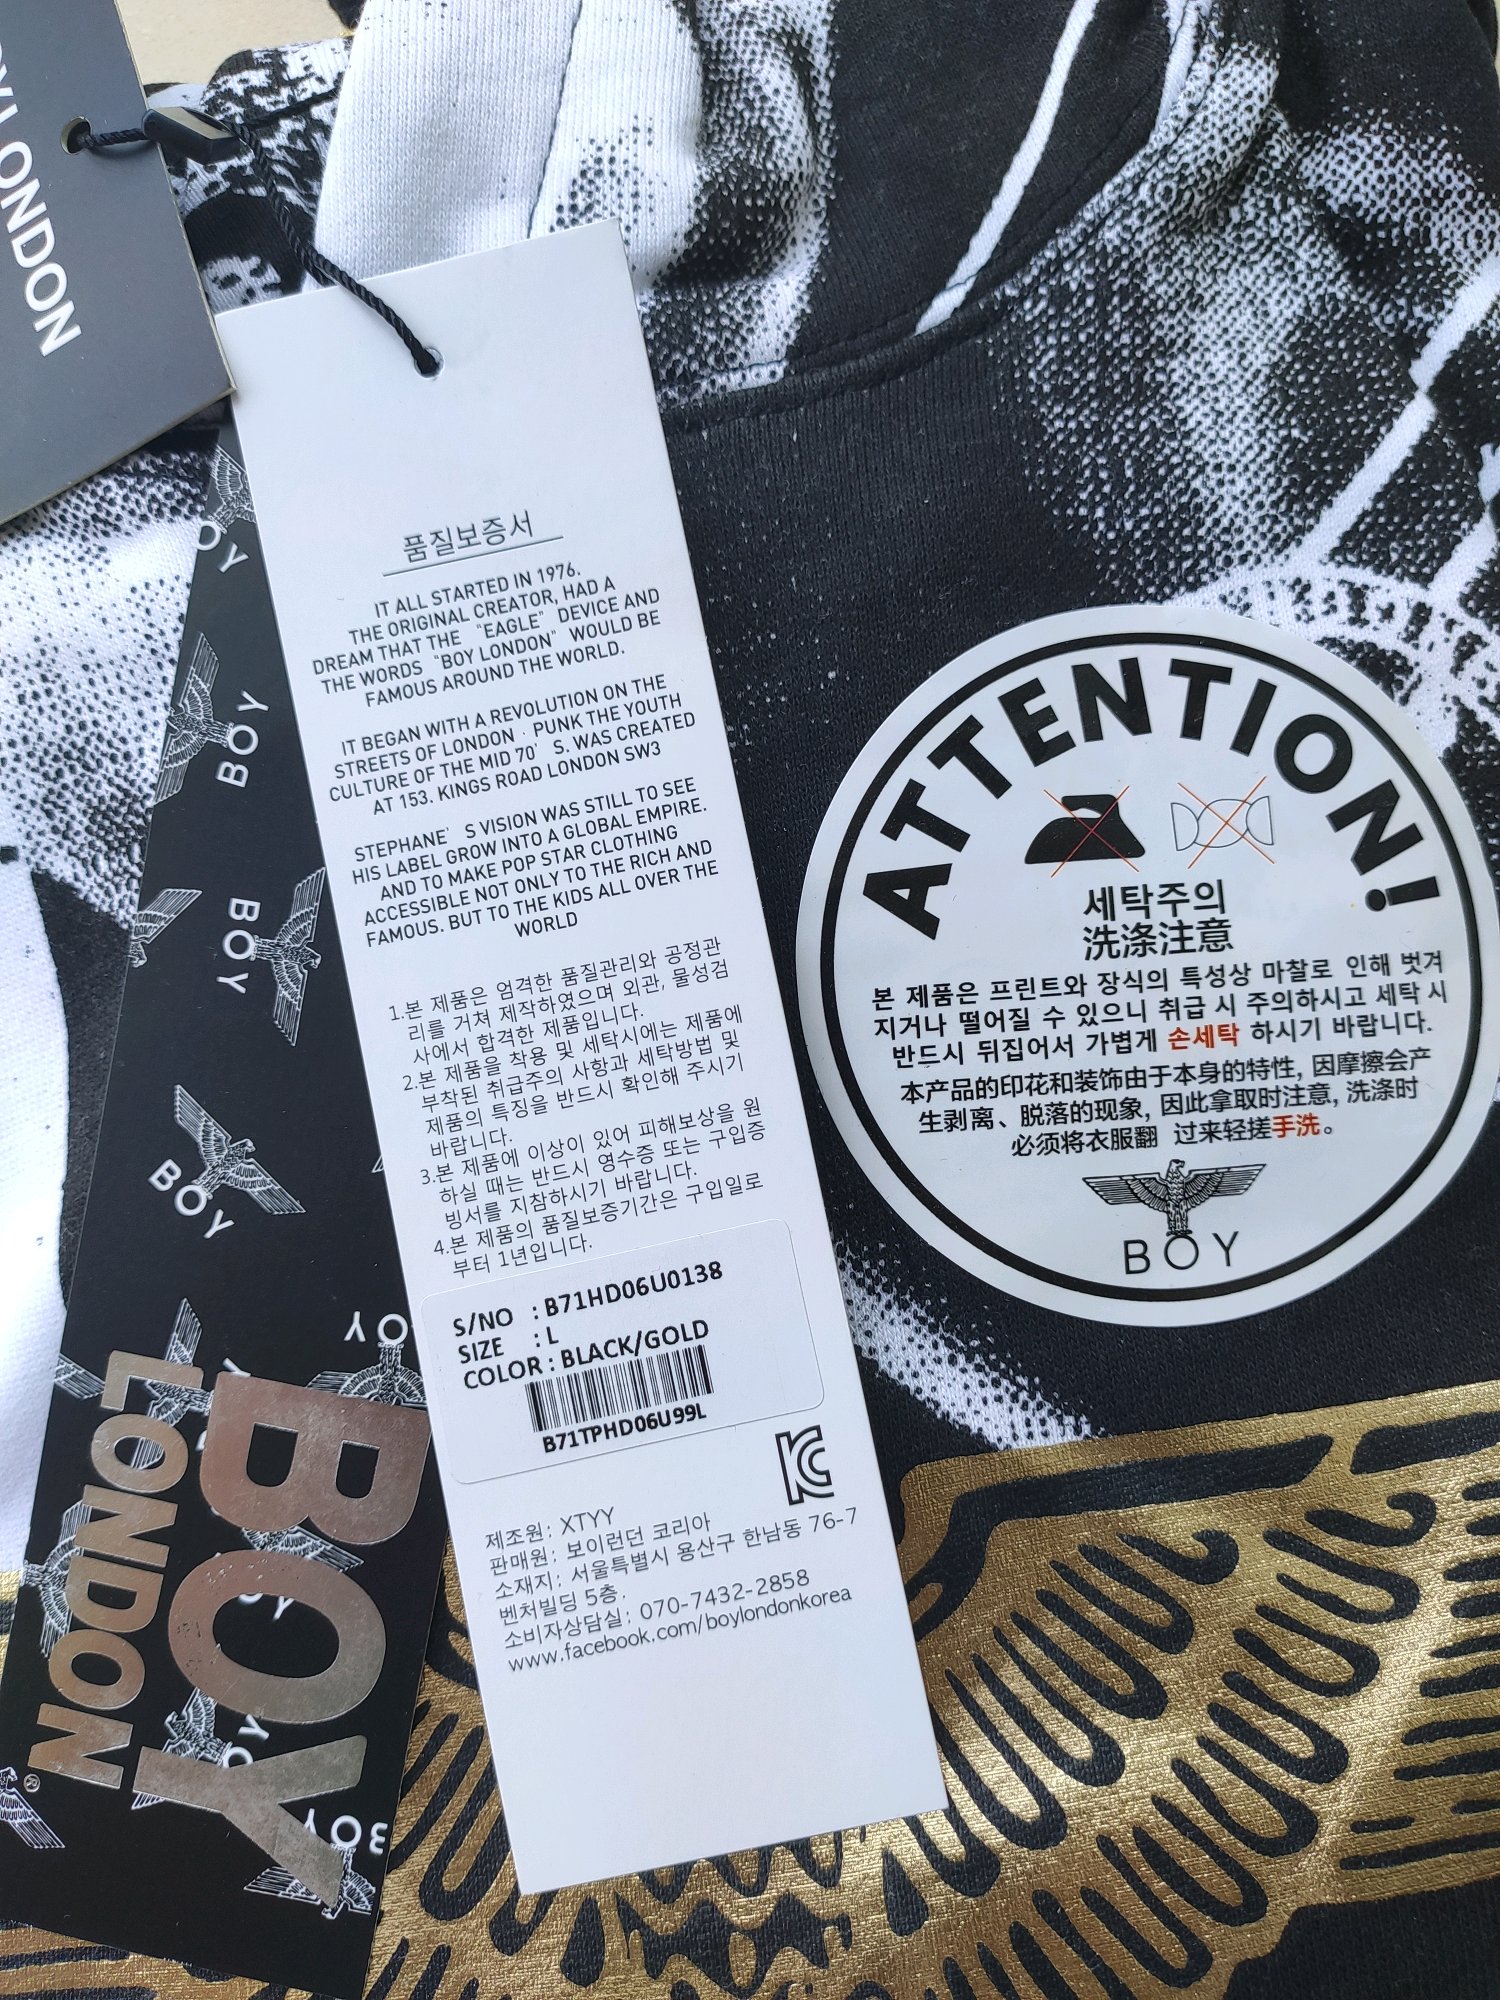 LONDON
품질보증서
IT ALL STARTED IN 1976.
THE ORIGINAL CREATOR, HAD A
DREAM THAT THE "EAGLE" DEVICE AND
THE WORDS "BOY LONDON" WOULD BE
FAMOUS AROUND THE WORLD.
IT BEGAN WITH A REVOLUTION ON THE
STREETS OF LONDON · PUNK THE YOUTH
CULTURE OF THE MID 70' S. WAS CREATED
AT 153. KINGS ROAD LONDON SW3
STEPHANE' S VISION WAS STILL TO SEE
HIS LABEL GROW INTO A GLOBAL EMPIRE.
AND TO MAKE POP STAR CLOTHING
ACCESSIBLE NOT ONLY TO THE RICH AND
FAMOUS. BUT TO THE KIDS ALL OVER THE
WORLD
1.본 제품은 엄격한 품질관리와 공정관
리를 거쳐 제작하였으며 외관, 물성검
사에서 합격한 제품입니다.
2.본 제품을 착용 및 세탁시에는 제품에
부착된 취급주의 사항과 세탁방법 및
제품의 특징을 반드시 확인해 주시기
바랍니다.
3.본 제품에 이상이 있어 피해보상을 원
하실 때는 반드시 영수증 또는 구입증
빙서를 지참하시기 바랍니다.
4.본 제품의 품질보증기간은 구입일로
부터 1년입니다.
S/NO : B71HD06U0138
SIZE : L
COLOR : BLACK/GOLD
B71TPHD06U99L
KC
제조원: XTYY
판매원: 보이런던 코리아
소재지: 서울특별시 용산구 한남동 76-7
벤처빌딩 5층.
소비자상담실: 070-7432-2858
www.facebook.com/boylondonkorea
ATTENTION!
세탁주의
洗涤注意
본 제품은 프린트와 장식의 특성상 마찰로 인해 벗겨
지거나 떨어질 수 있으니 취급 시 주의하시고 세탁 시
반드시 뒤집어서 가볍게 손세탁 하시기 바랍니다.
本产品的印花和装饰由于本身的特性, 因摩擦会产
生剥离、脱落的现象, 因此拿取时注意, 洗涤时
必须将衣服翻 过来轻搓手洗。
BOY
BOY
BOY
BOY
BOY
BOY
LONDON®
BOY